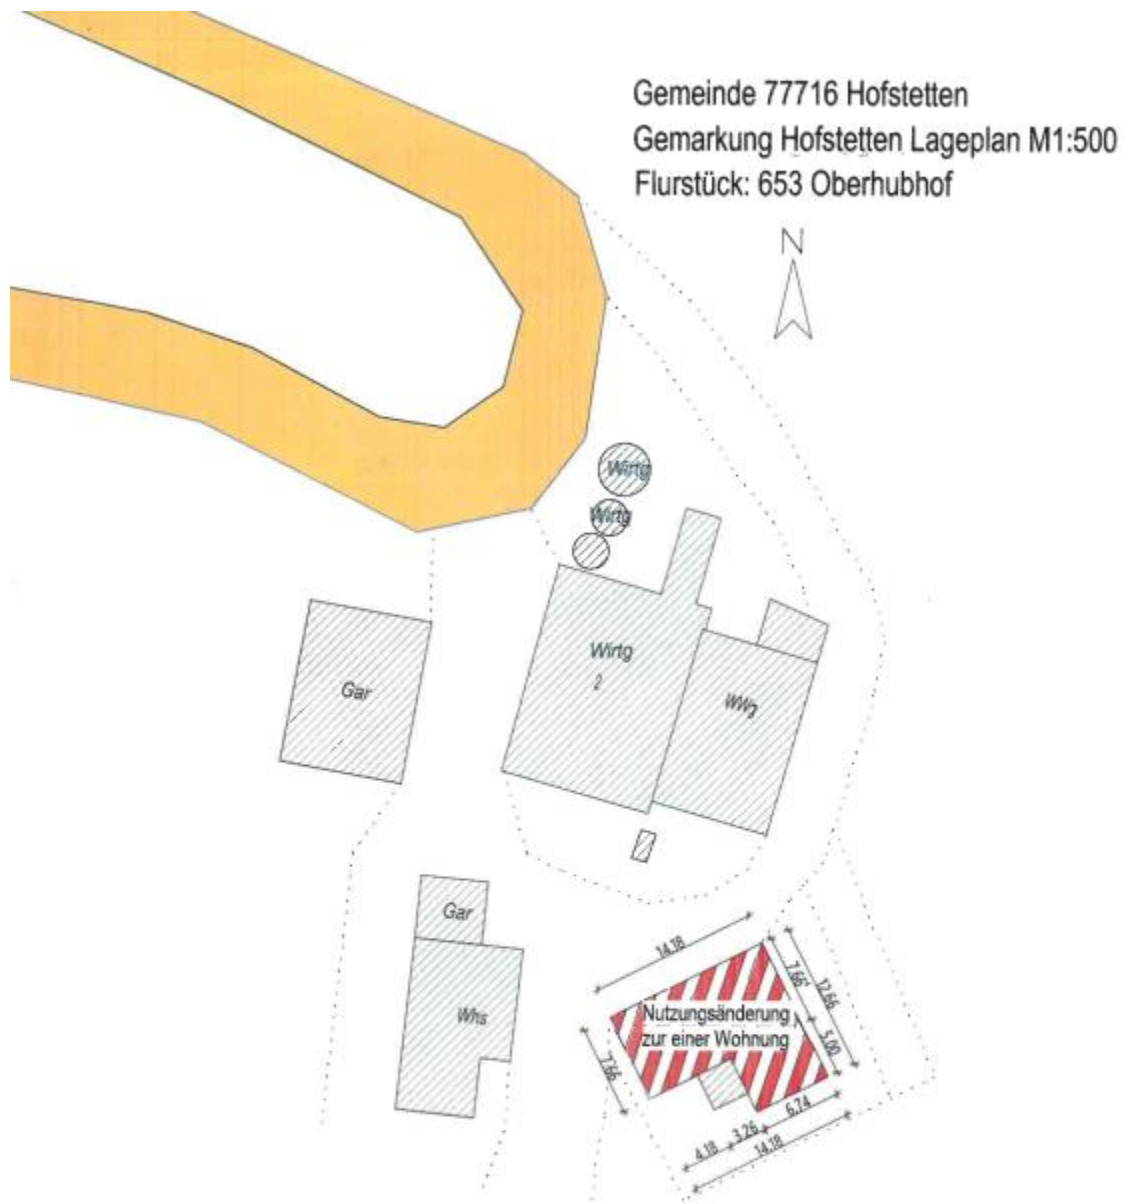 Gemeinde 77716 Hofstetten
Gemarkung Hofstetten Lageplan M1:500
Flurstück: 653 Oberhubhof
N
Wirtg
Wirtg
Wirtg
2
Gar
WWg
Gar
Whs
14.18
7.66
12.66
5.00
Nutzungsänderung
zur einer Wohnung
7.66
6.74
3.26
4.18
14.18